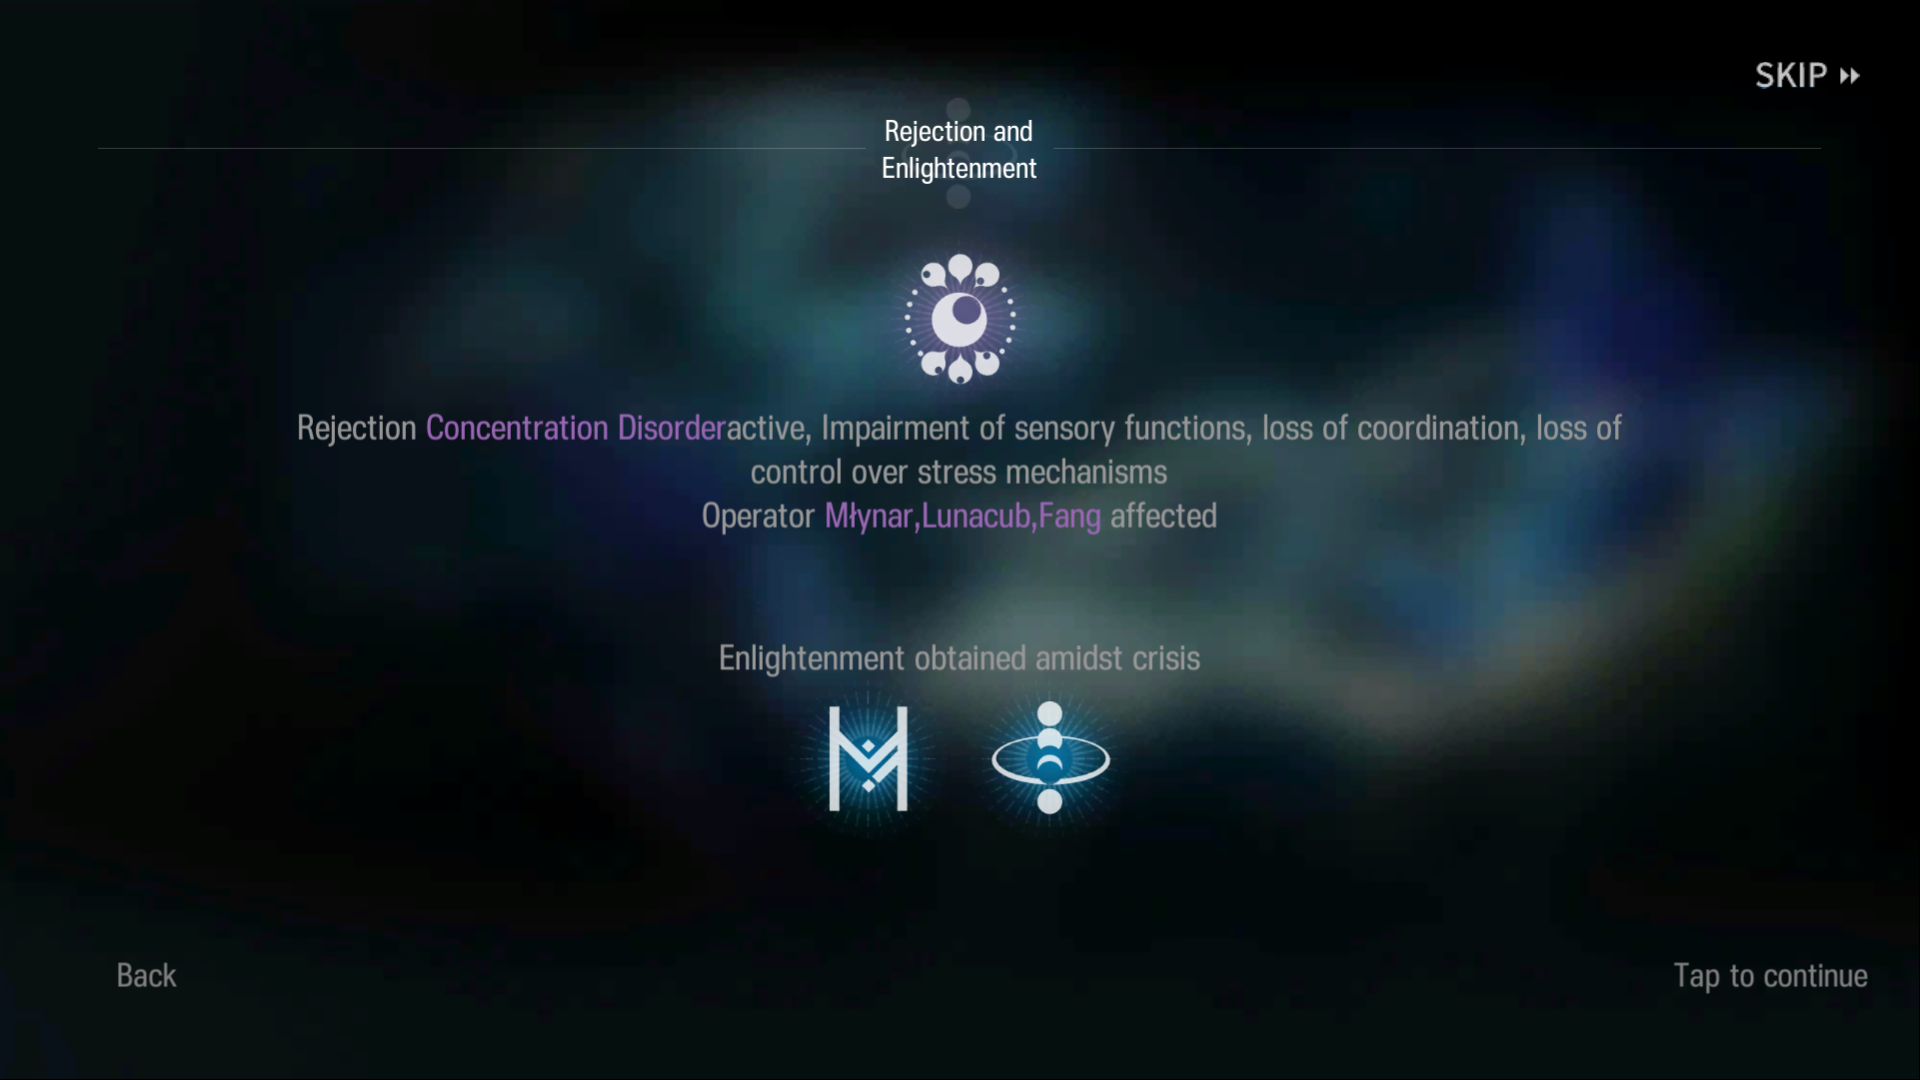 SKIP
Rejection and
Enlightenment
Rejection Concentration Disorderactive, Impairment of sensory functions, loss of coordination, loss of
control over stress mechanisms
Operator Młynar,Lunacub,Fang affected
Enlightenment obtained amidst crisis
Back
Tap to continue